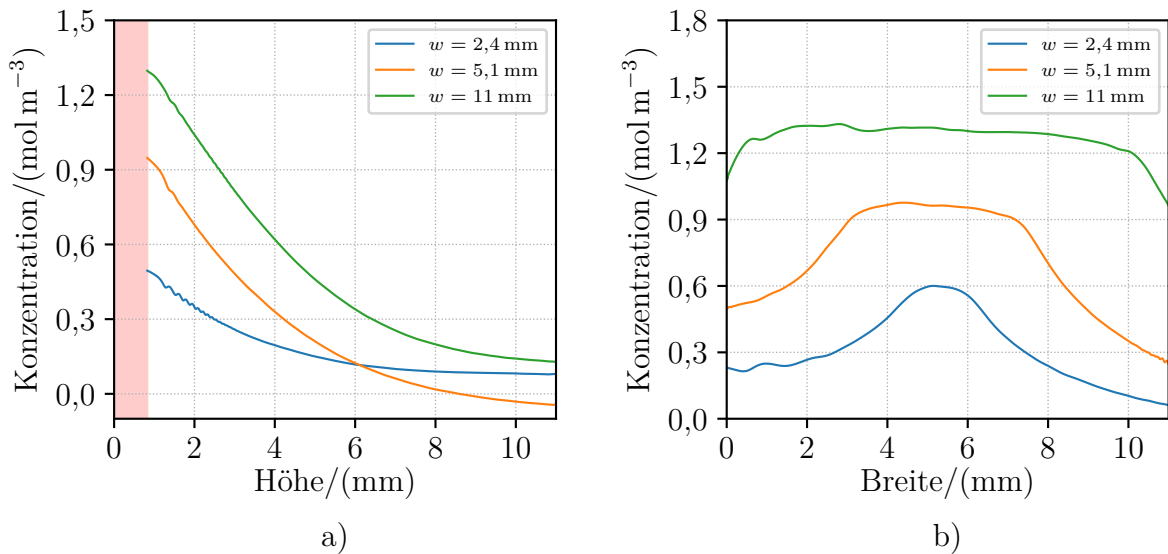 Konzentration/(mol m⁻³)
1,5
1,2
0,9
0,6
0,3
0,0
w = 2,4 mm
w = 5,1 mm
w = 11 mm
0 2 4 6 8 10
Höhe/(mm)
a)
Konzentration/(mol m⁻³)
1,8
1,5
1,2
0,9
0,6
0,3
0,0
w = 2,4 mm
w = 5,1 mm
w = 11 mm
0 2 4 6 8 10
Breite/(mm)
b)